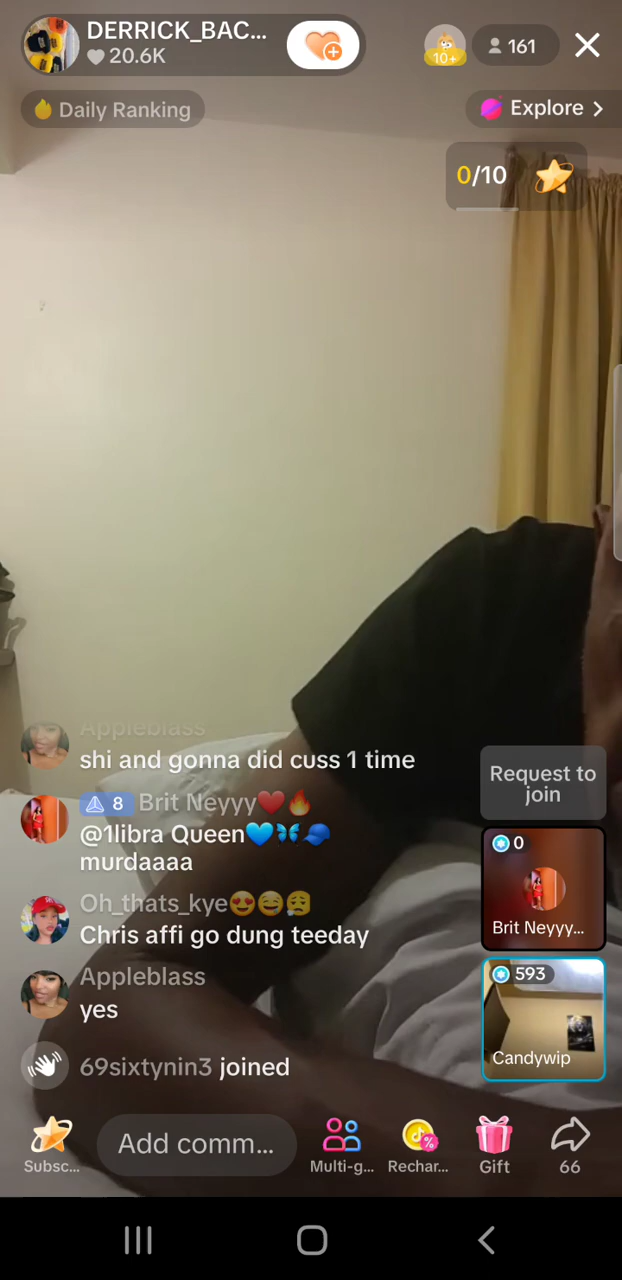 DERRICK_BAC...
20.6K
10+
161
Daily Ranking
Explore >
0/10
Appleblass
shi and gonna did cuss 1 time
8 Brit Neyyy❤️🔥
@1libra Queen💙🦋🧢
murdaaaa
Oh_thats_kye😍🤤😮‍💨
Chris affi go dung teeday
Appleblass
yes
69sixtynin3 joined
Request to
join
0
Brit Neyyy...
593
Candywip
Subsc...
Add comm...
Multi-g...
Rechar...
Gift
66